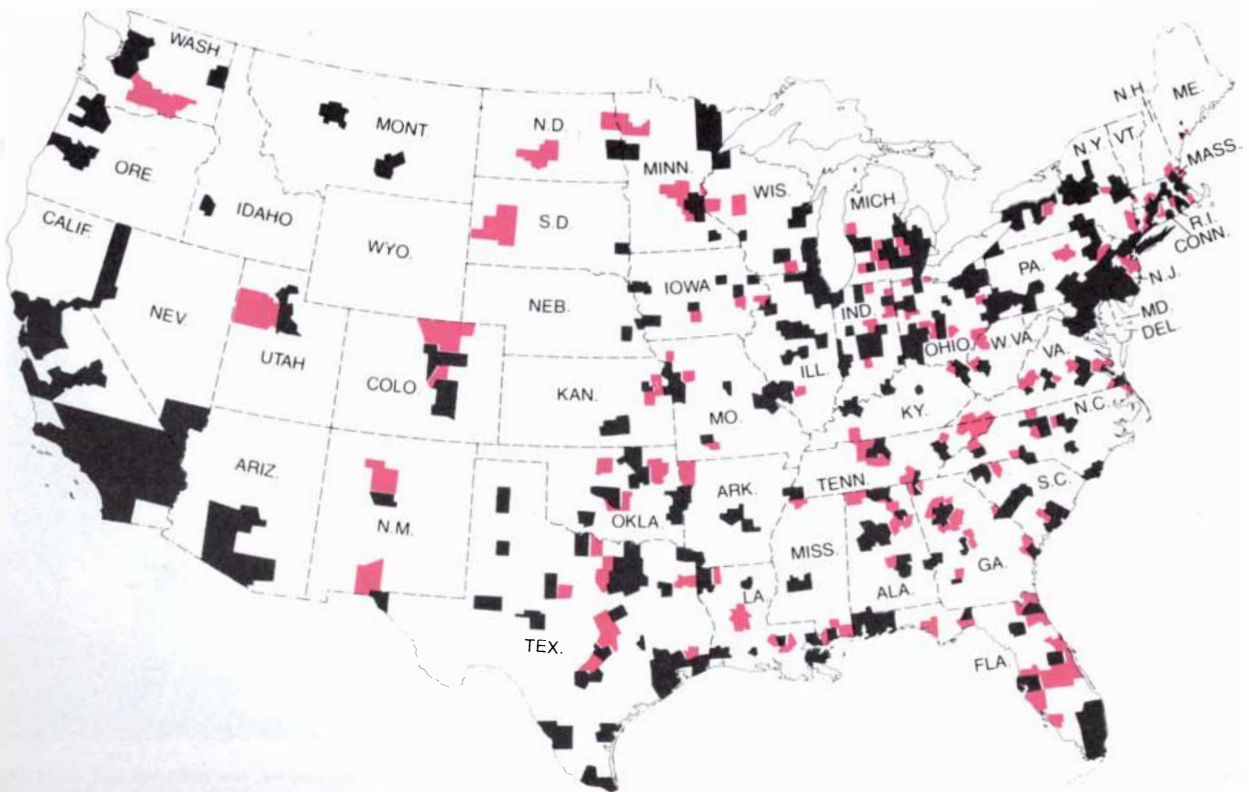 WASH
MONT.
N.D.
MINN.
ORE.
IDAHO
WYO.
S.D.
WIS.
MICH
N.Y.
VT.
N.H.
ME.
MASS.
R.I.
CONN.
CALIF.
NEV.
UTAH
COLO.
NEB.
IOWA
ILL.
IND.
OHIO
PA.
N.J.
MD.
DEL.
W.VA.
VA.
KAN.
MO.
KY.
N.C.
ARIZ.
N.M.
OKLA.
ARK.
TENN.
S.C.
MISS.
ALA.
GA.
LA.
TEX.
FLA.